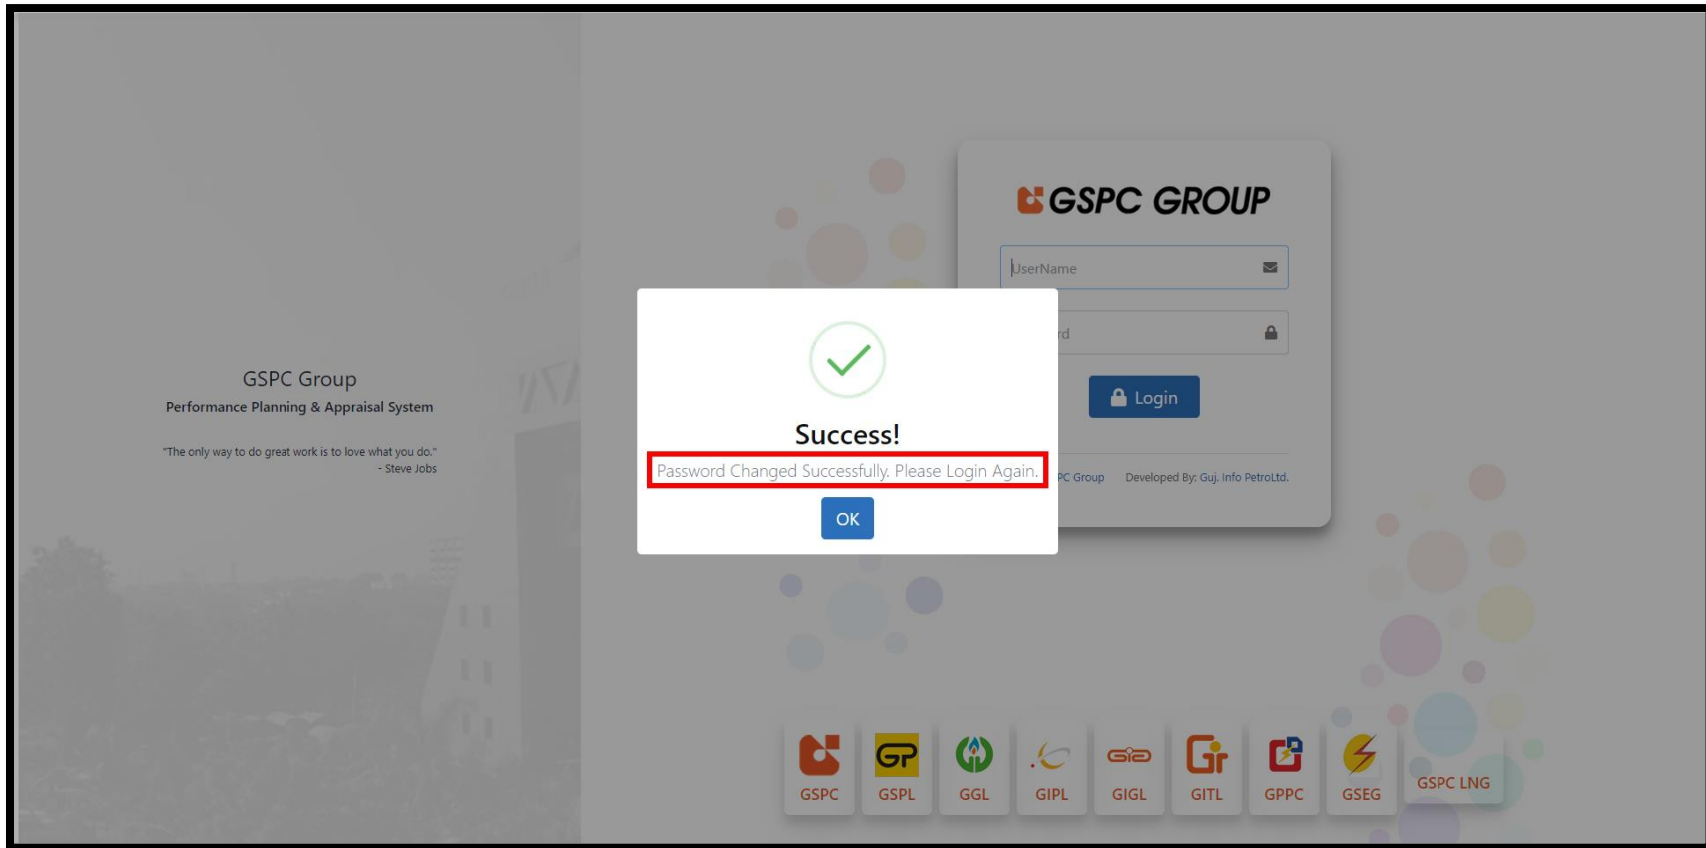 GSPC Group
Performance Planning & Appraisal System
"The only way to do great work is to love what you do."
- Steve Jobs
GSPC GROUP
UserName
rd
Login
PC Group Developed By: Guj. Info PetroLtd.
Success!
Password Changed Successfully. Please Login Again.
OK
GSPC
GSPL
GGL
GIPL
GIGL
GITL
GPPC
GSEG
GSPC LNG